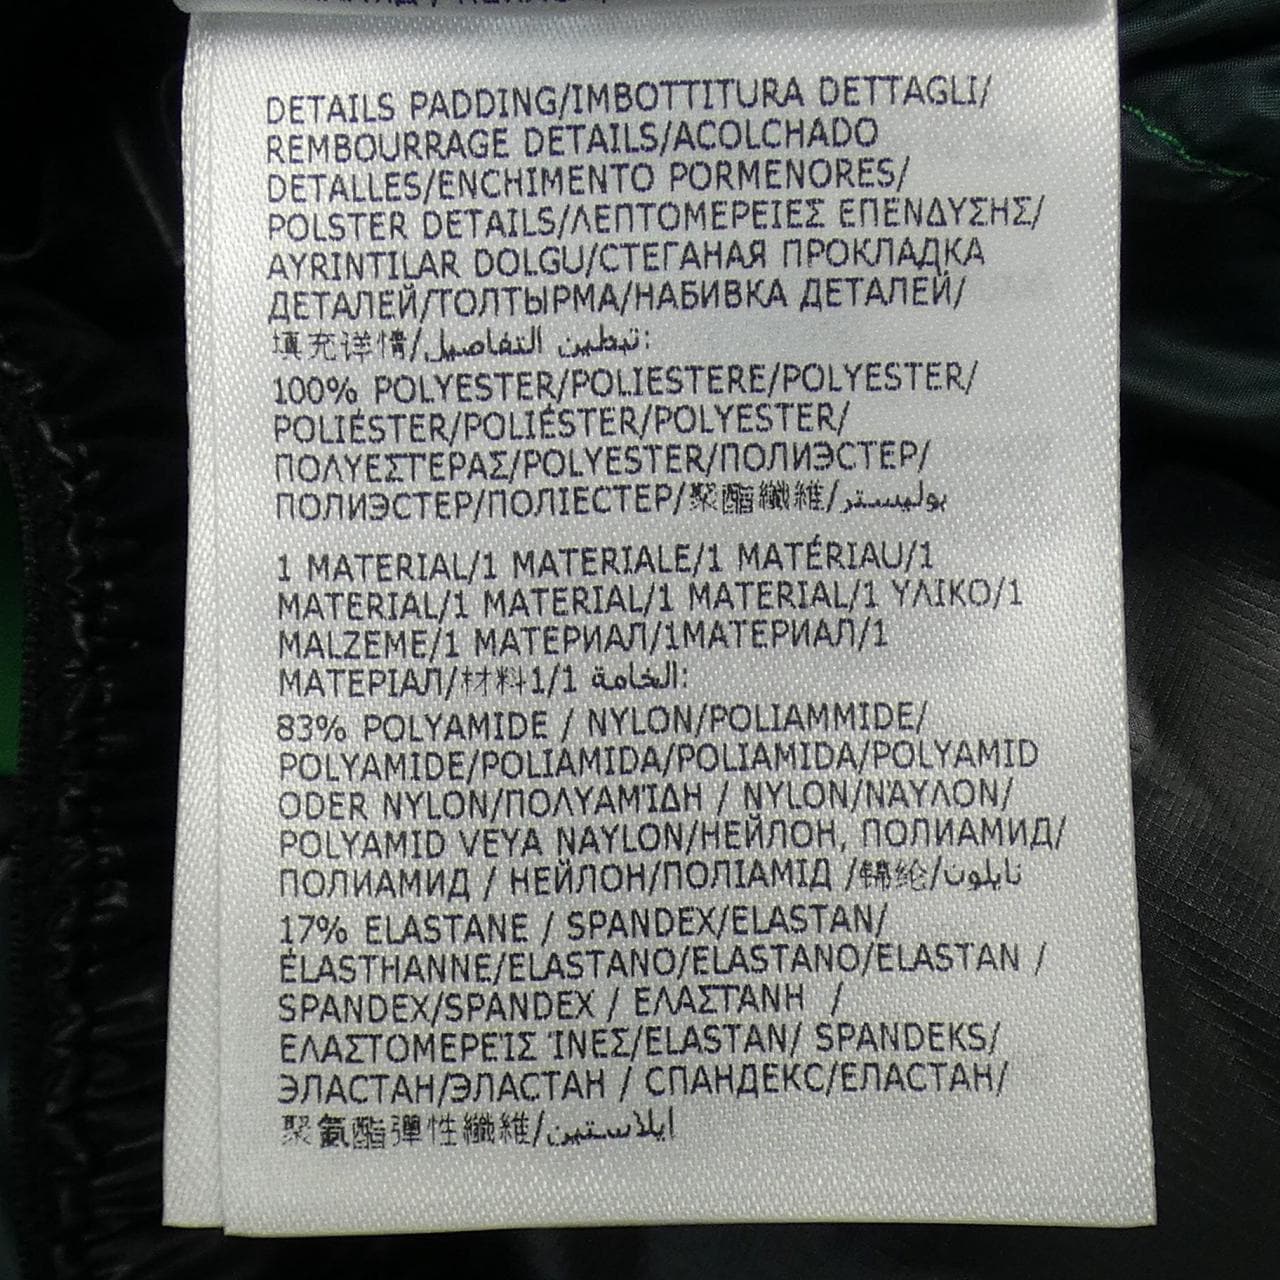 DETAILS PADDING/IMBOTTITURA DETTAGLI/
REMBOURRAGE DETAILS/ACOLCHADO
DETALLES/ENCHIMENTO PORMENORES/
POLSTER DETAILS/ΛΕΠΤΟΜΕΡΕΙΕΣ ΕΠΕΝΔΥΣΗΣ/
AYRINTILAR DOLGU/СТЕГАНАЯ ПРОКЛАДКА
ДЕТАЛЕЙ/ТОЛТЫРМА/НАБИВКА ДЕТАЛЕЙ/
填充详情/تبطين التفاصيل:
100% POLYESTER/POLIESTERE/POLYESTER/
POLIÉSTER/POLIÉSTER/POLYESTER/
ΠΟΛΥΕΣΤΕΡΑΣ/POLYESTER/ПОЛИЭСТЕР/
ПОЛИЭСТЕР/ПОЛІЕСТЕР/聚酯纖維/بوليستر
1 MATERIAL/1 MATERIALE/1 MATÉRIAU/1
MATERIAL/1 MATERIAL/1 MATERIAL/1 ΥΛΙΚΟ/1
MALZEME/1 МАТЕРИАЛ/1МАТЕРИАЛ/1
МАТЕРІАЛ/材料1/1 الخامة:
83% POLYAMIDE / NYLON/POLIAMMIDE/
POLYAMIDE/POLIAMIDA/POLIAMIDA/POLYAMID
ODER NYLON/ΠΟΛΥΑΜΊΔΗ / NYLON/ΝΆΥΛΟΝ/
POLYAMID VEYA NAYLON/НЕЙЛОН, ПОЛИАМИД/
ПОЛИАМИД / НЕЙЛОН/ПОЛІАМІД /锦纶/نايلون
17% ELASTANE / SPANDEX/ELASTAN/
ÉLASTHANNE/ELASTANO/ELASTANO/ELASTAN /
SPANDEX/SPANDEX / ΕΛΑΣΤΑΝΗ /
ΕΛΑΣΤΟΜΕΡΕΊΣ ΊΝΕΣ/ELASTAN/ SPANDEKS/
ЭЛАСТАН/ЭЛАСТАН / СПАНДЕКС/ЕЛАСТАН/
聚氨酯彈性纖維/ايلاستين